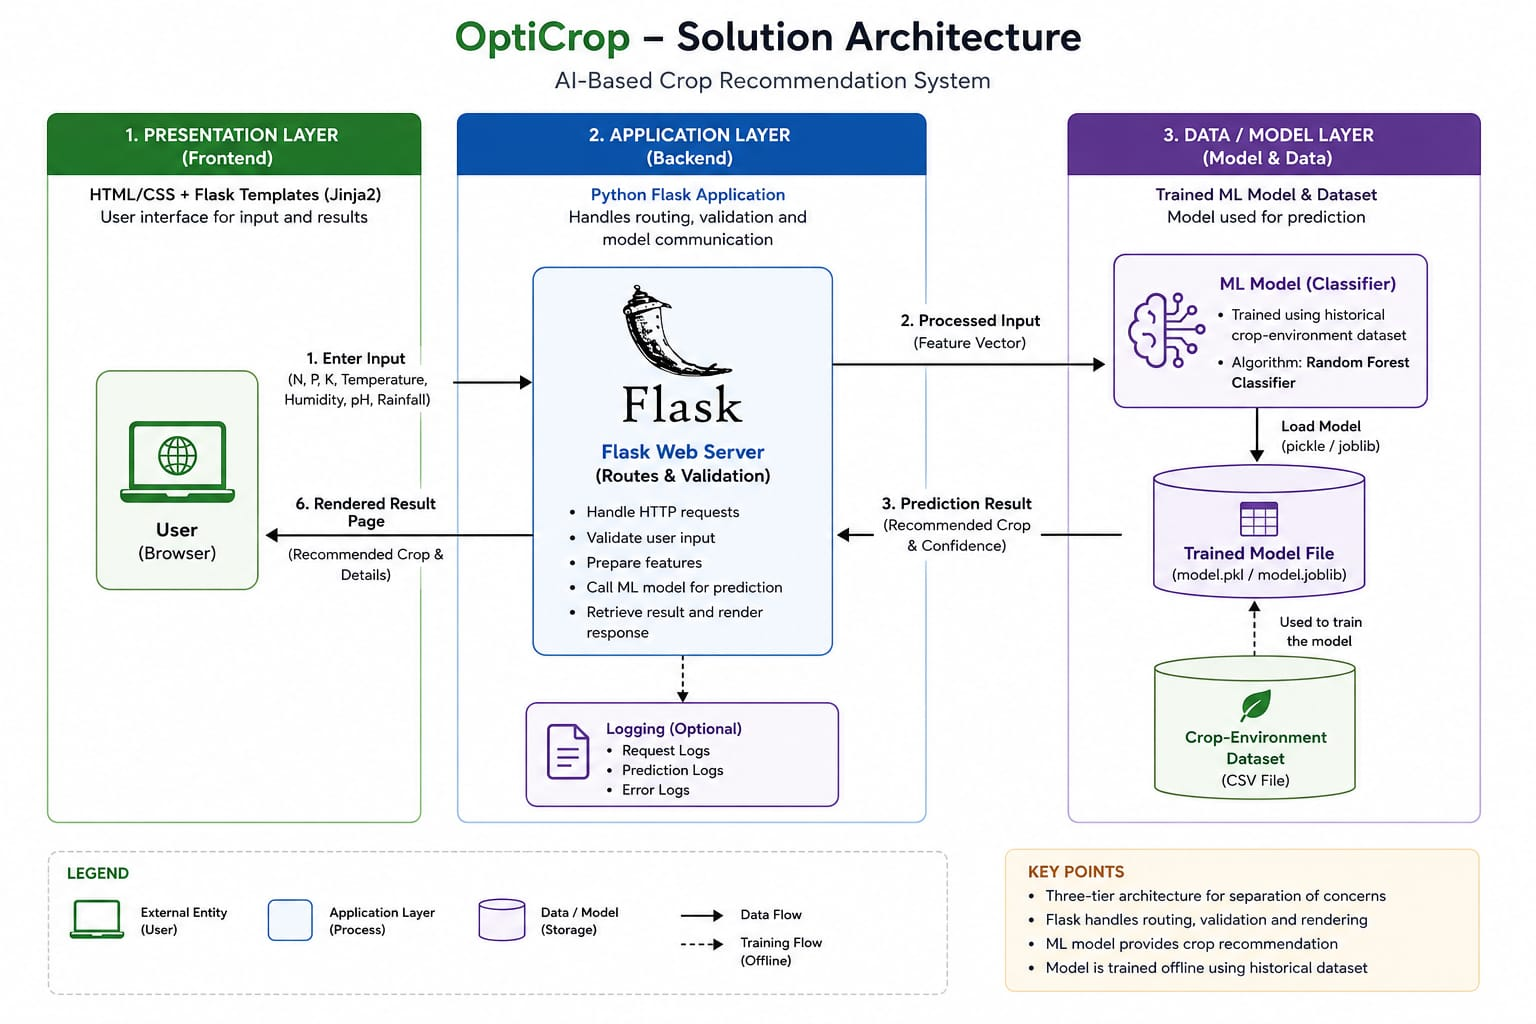 OptiCrop – Solution Architecture
AI-Based Crop Recommendation System
1. PRESENTATION LAYER
(Frontend)
HTML/CSS + Flask Templates (Jinja2)
User interface for input and results
User
(Browser)
1. Enter Input
(N, P, K, Temperature,
Humidity, pH, Rainfall)
6. Rendered Result
Page
(Recommended Crop &
Details)
2. APPLICATION LAYER
(Backend)
Python Flask Application
Handles routing, validation and
model communication
Flask
Flask Web Server
(Routes & Validation)
• Handle HTTP requests
• Validate user input
• Prepare features
• Call ML model for prediction
• Retrieve result and render
response
Logging (Optional)
• Request Logs
• Prediction Logs
• Error Logs
2. Processed Input
(Feature Vector)
3. Prediction Result
(Recommended Crop
& Confidence)
3. DATA / MODEL LAYER
(Model & Data)
Trained ML Model & Dataset
Model used for prediction
ML Model (Classifier)
• Trained using historical
crop-environment dataset
• Algorithm: Random Forest
Classifier
Load Model
(pickle / joblib)
Trained Model File
(model.pkl / model.joblib)
Used to train
the model
Crop-Environment
Dataset
(CSV File)
LEGEND
External Entity
(User)
Application Layer
(Process)
Data / Model
(Storage)
Data Flow
Training Flow
(Offline)
KEY POINTS
• Three-tier architecture for separation of concerns
• Flask handles routing, validation and rendering
• ML model provides crop recommendation
• Model is trained offline using historical dataset